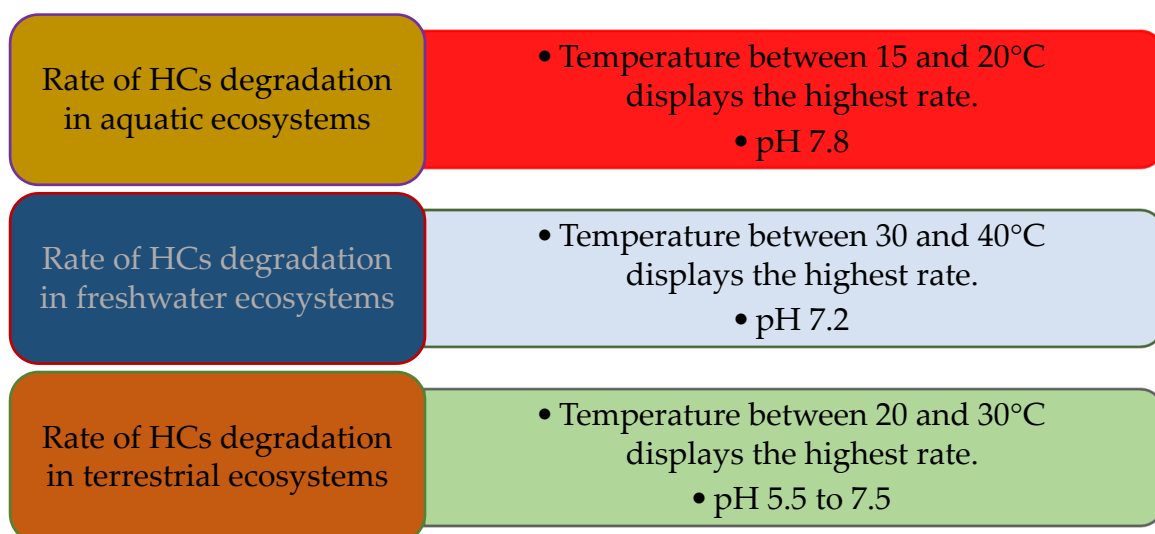 Rate of HCs degradation
in aquatic ecosystems
• Temperature between 15 and 20°C
displays the highest rate.
• pH 7.8
Rate of HCs degradation
in freshwater ecosystems
• Temperature between 30 and 40°C
displays the highest rate.
• pH 7.2
Rate of HCs degradation
in terrestrial ecosystems
• Temperature between 20 and 30°C
displays the highest rate.
• pH 5.5 to 7.5